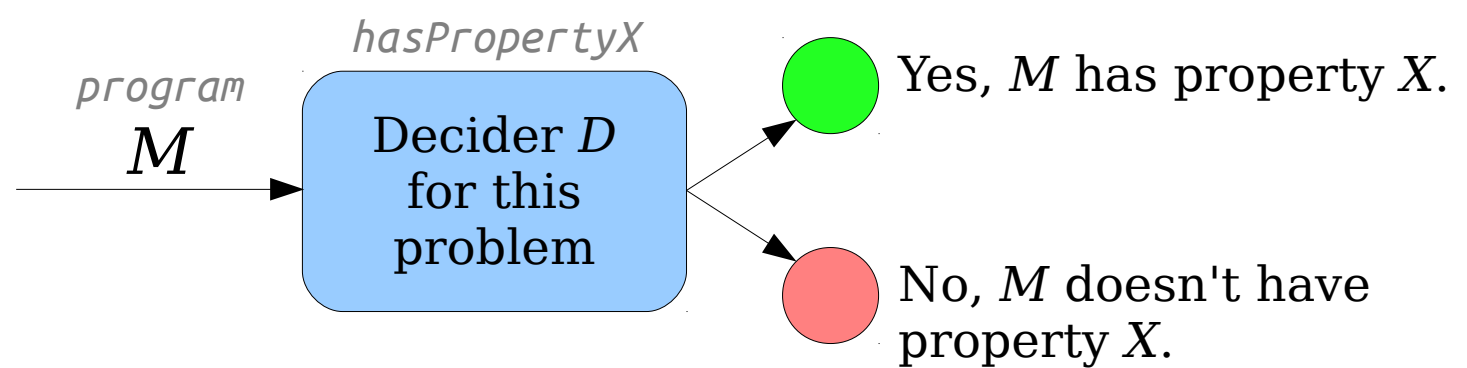 hasPropertyX
program
M
Decider D
for this
problem
Yes, M has property X.
No, M doesn't have
property X.